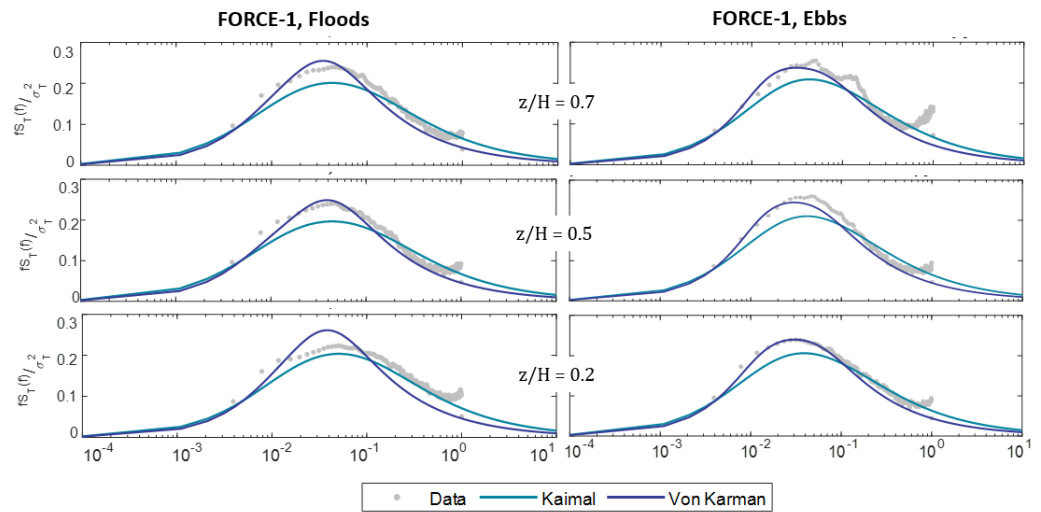 FORCE-1, Floods FORCE-1, Ebbs
0.3
0.2
0.1
0
fS_T(f)/σ_T^2
z/H = 0.7
0.3
0.2
0.1
0
fS_T(f)/σ_T^2
z/H = 0.5
0.3
0.2
0.1
0
fS_T(f)/σ_T^2
z/H = 0.2
10^-4 10^-3 10^-2 10^-1 10^0 10^1 10^-4 10^-3 10^-2 10^-1 10^0 10^1
Data Kaimal Von Karman